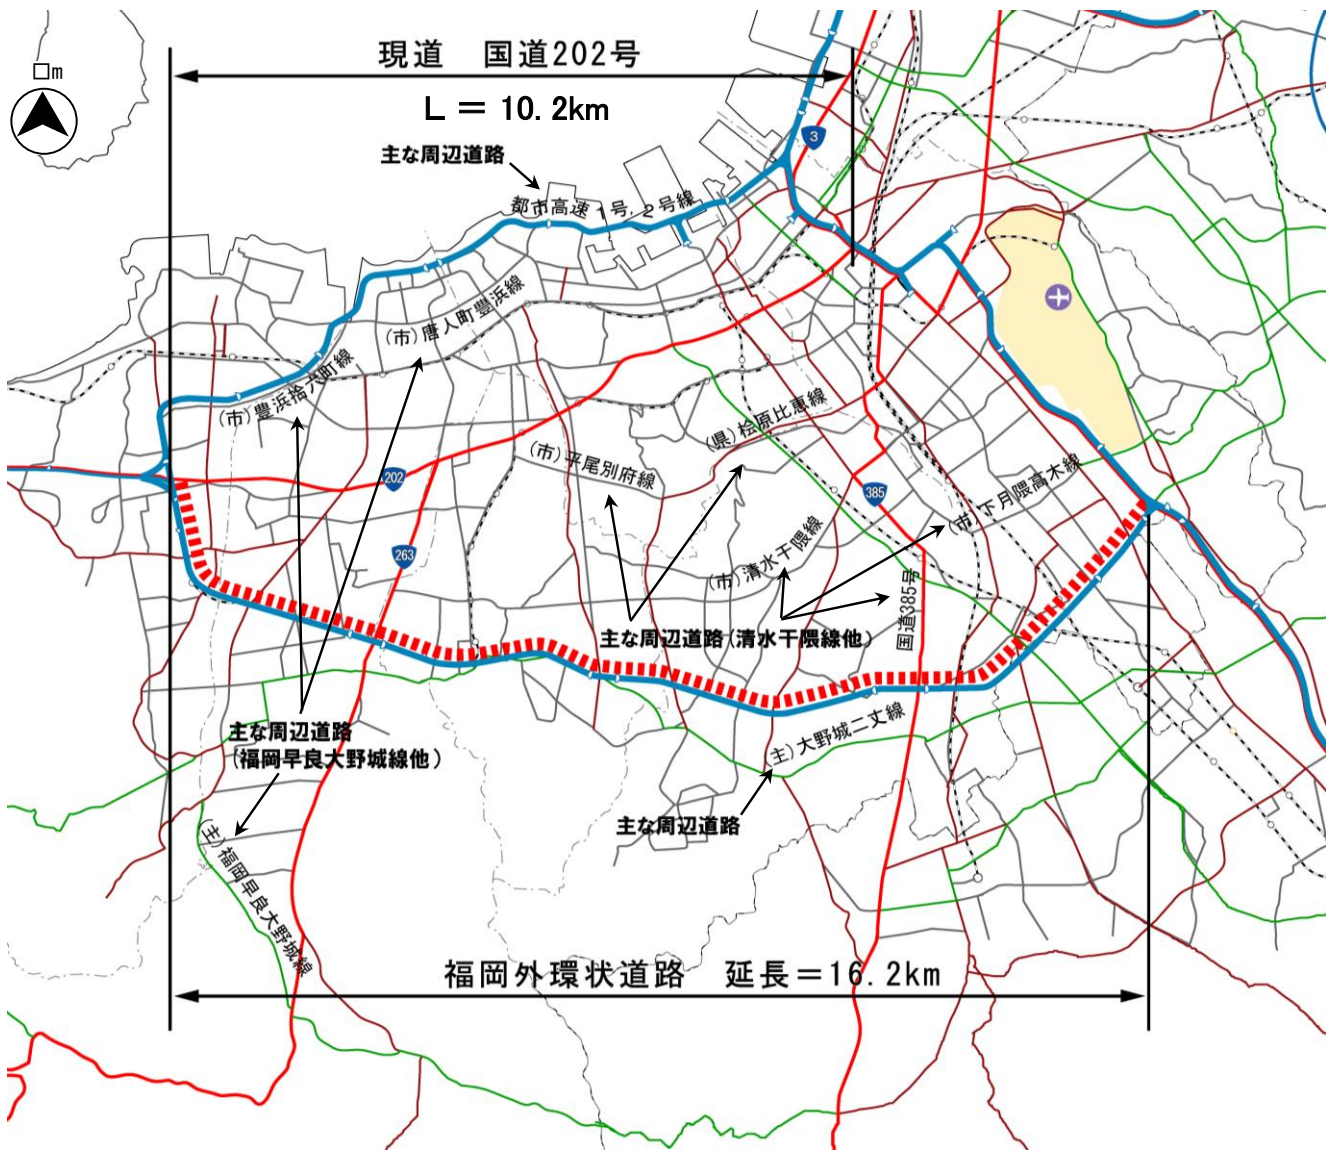 現道　国道202号
□m
L = 10.2km
3
主な周辺道路
都市高速1号，2号線
(市)唐人町豊浜線
(市)豊浜拾六町線
(県)桧原比恵線
(市)平尾別府線
202
385
(市)下月隈高木線
263
(市)清水干隈線
国道385号
主な周辺道路(清水干隈線他)
主な周辺道路
(福岡早良大野城線他)
(主)大野城二丈線
主な周辺道路
(主)福岡早良大野城線
福岡外環状道路　延長＝16.2km